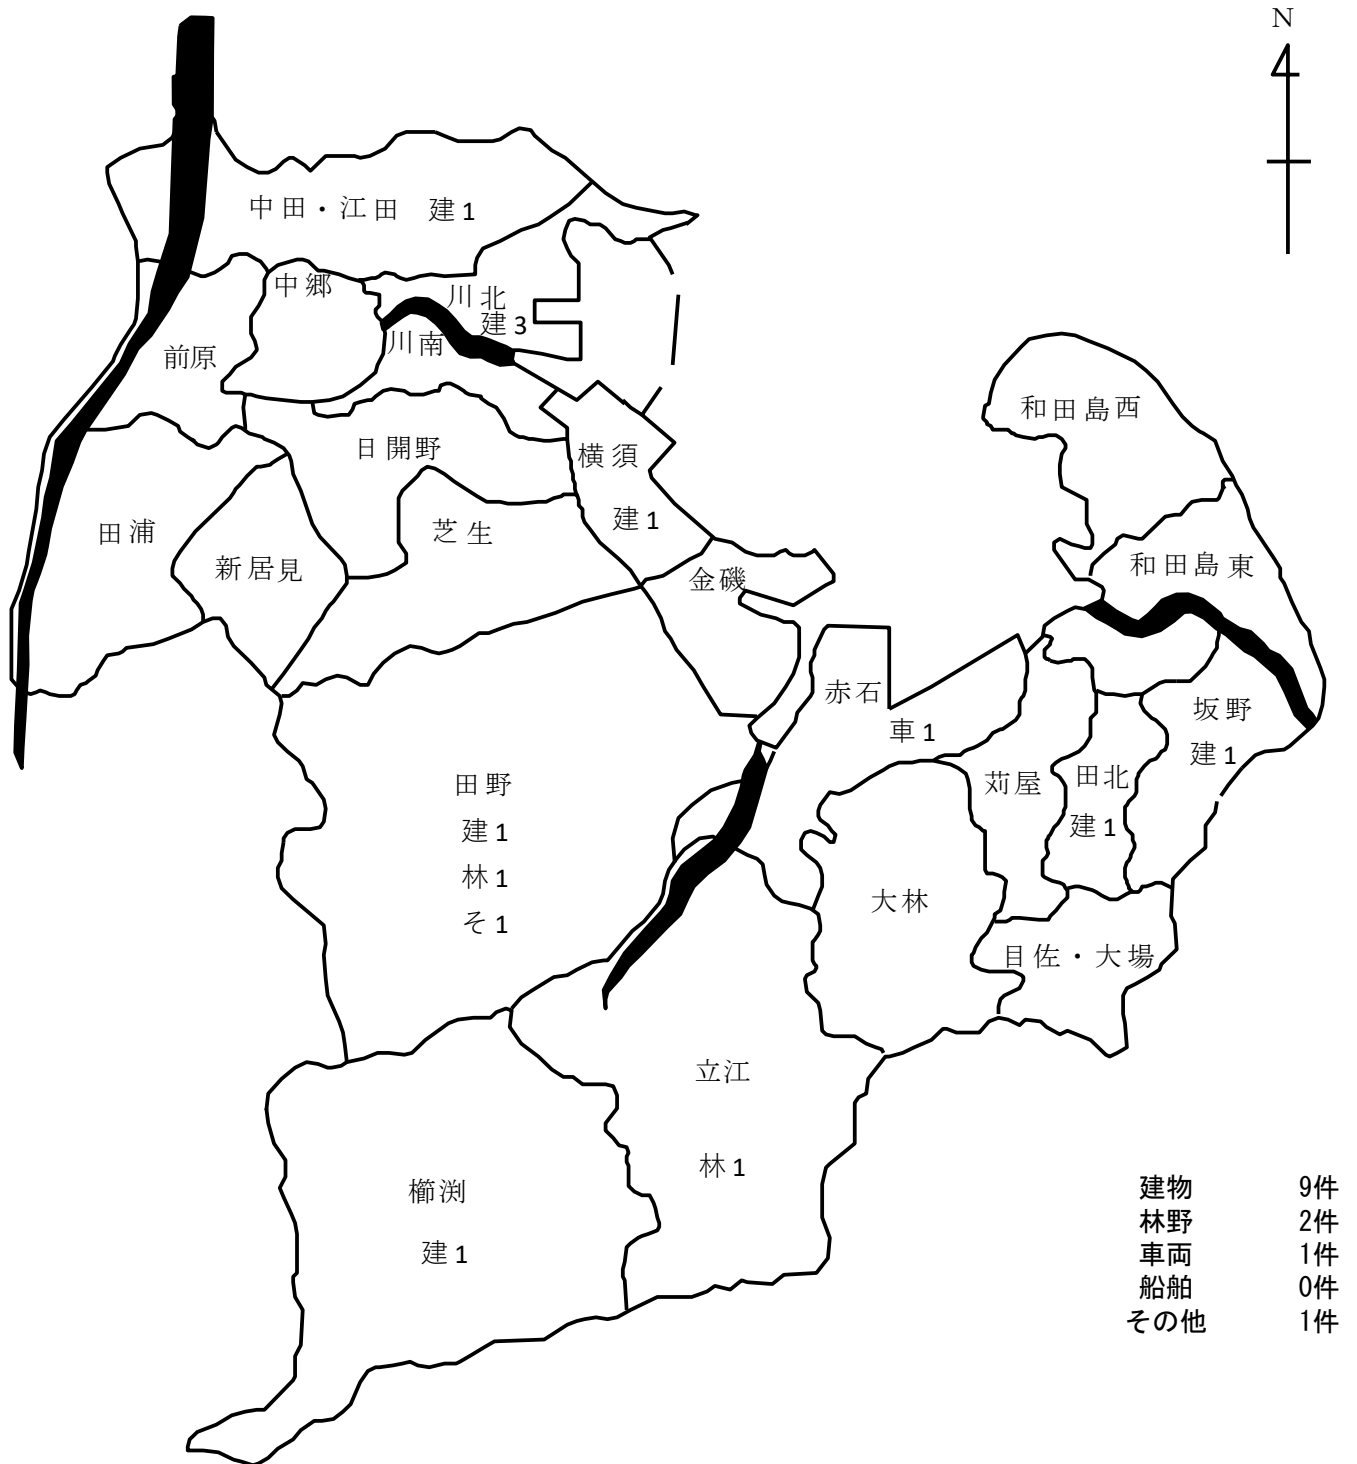 N
中田・江田 建1
中郷
川北
建3
川南
前原
日開野
横須
建1
田浦
新居見
芝生
金磯
和田島西
和田島東
赤石
車1
坂野
建1
苅屋
田北
建1
田野
建1
林1
そ1
大林
目佐・大場
立江
林1
櫛渕
建1
建物 9件
林野 2件
車両 1件
船舶 0件
その他 1件